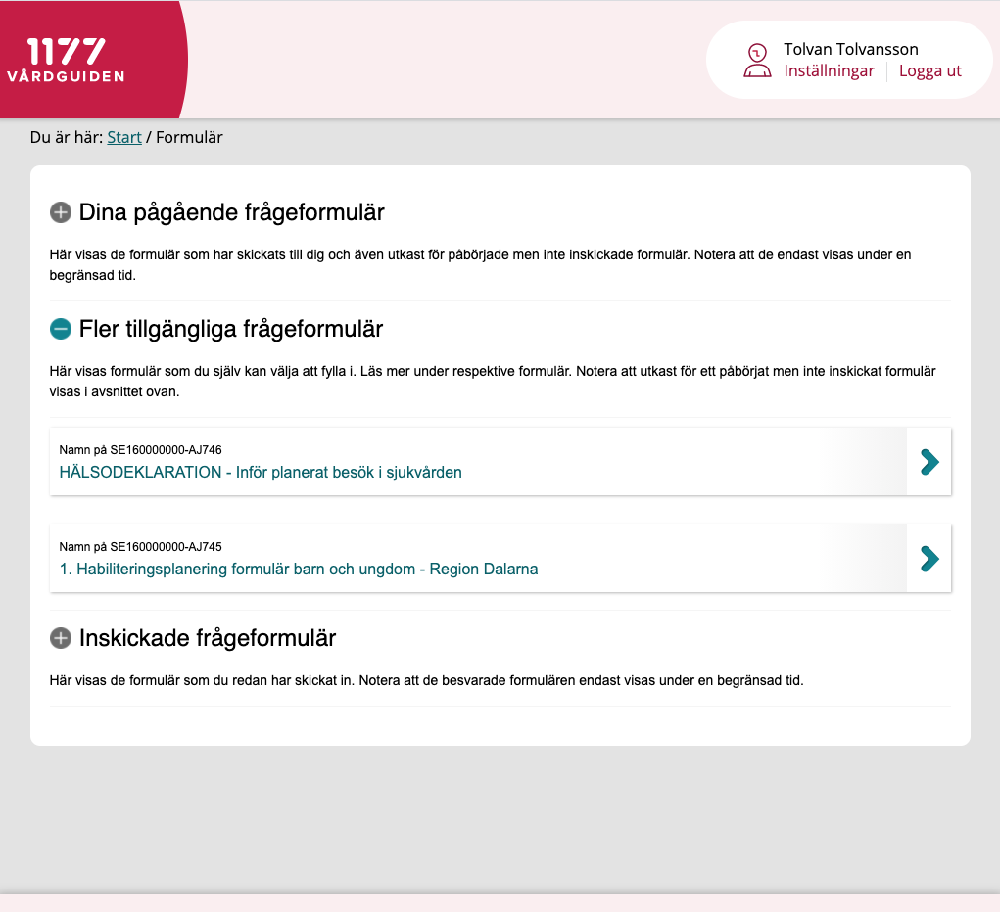 1177
VÅRDGUIDEN
Tolvan Tolvansson
Inställningar Logga ut
Du är här: Start / Formulär
Dina pågående frågeformulär
Här visas de formulär som har skickats till dig och även utkast för påbörjade men inte inskickade formulär. Notera att de endast visas under en
begränsad tid.
Fler tillgängliga frågeformulär
Här visas formulär som du själv kan välja att fylla i. Läs mer under respektive formulär. Notera att utkast för ett påbörjat men inte inskickat formulär
visas i avsnittet ovan.
Namn på SE160000000-AJ746
HÄLSODEKLARATION - Inför planerat besök i sjukvården
Namn på SE160000000-AJ745
1. Habiliteringsplanering formulär barn och ungdom - Region Dalarna
Inskickade frågeformulär
Här visas de formulär som du redan har skickat in. Notera att de besvarade formulären endast visas under en begränsad tid.